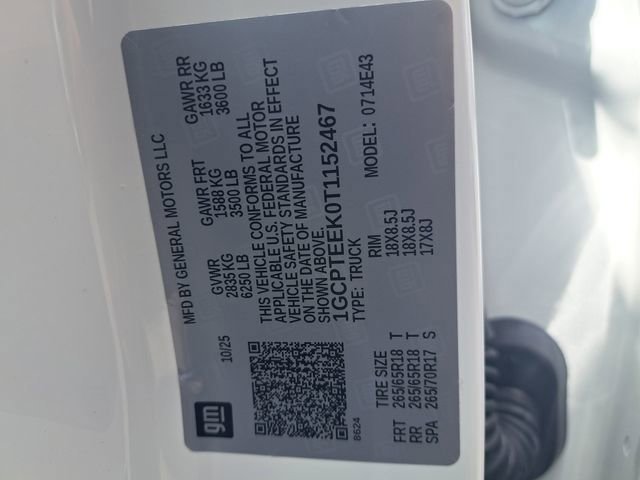 gm
10/25
MFD BY GENERAL MOTORS LLC
GVWR GAWR FRT GAWR RR
2835 KG 1588 KG 1633 KG
6250 LB 3500 LB 3600 LB
THIS VEHICLE CONFORMS TO ALL
APPLICABLE U.S. FEDERAL MOTOR
VEHICLE SAFETY STANDARDS IN EFFECT
ON THE DATE OF MANUFACTURE
SHOWN ABOVE.
1GCPTEEK0T1152467
TYPE: TRUCK MODEL: 0714E43
8624
TIRE SIZE RIM
FRT 265/65R18 T 18X8.5J
RR 265/65R18 T 18X8.5J
SPA 265/70R17 S 17X8J